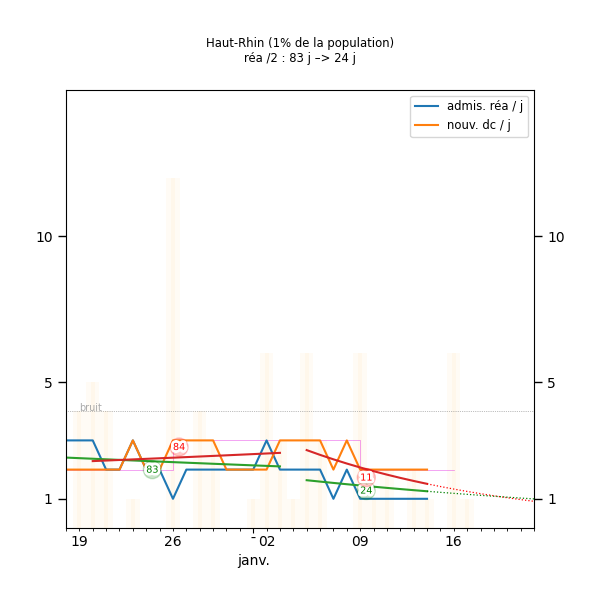 Haut-Rhin (1% de la population)
réa /2 : 83 j –> 24 j
admis. réa / j
nouv. dc / j
10
10
5
5
bruit
84
83
11
24
1
1
19
26
02
09
16
janv.